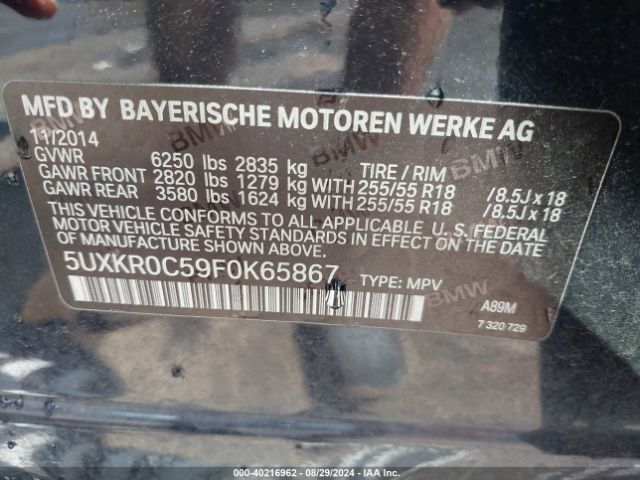 MFD BY BAYERISCHE MOTOREN WERKE AG
11/2014
GVWR 6250 lbs 2835 kg TIRE / RIM
GAWR FRONT 2820 lbs 1279 kg WITH 255/55 R18 /8.5J x 18
GAWR REAR 3580 lbs 1624 kg WITH 255/55 R18 /8.5J x 18
THIS VEHICLE CONFORMS TO ALL APPLICABLE U. S. FEDERAL
MOTOR VEHICLE SAFETY STANDARDS IN EFFECT ON THE DATE
OF MANUFACTURE SHOWN ABOVE.
5UXKR0C59F0K65867 TYPE: MPV
A89M
7 320 729
000-40216962 - 08/29/2024 - IAA Inc.